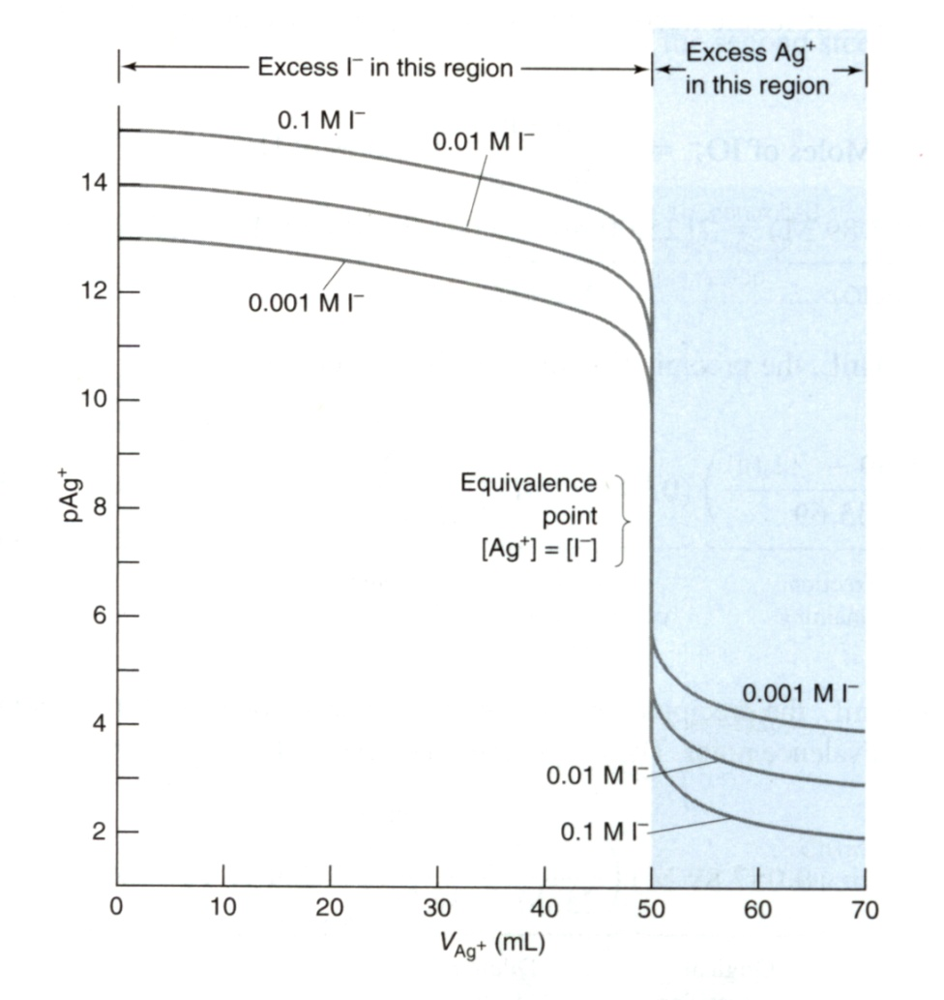 Excess I⁻ in this region
Excess Ag⁺
in this region
0.1 M I⁻
0.01 M I⁻
0.001 M I⁻
14
12
10
8
6
4
2
pAg⁺
Equivalence
point
[Ag⁺] = [I⁻]
0.001 M I⁻
0.01 M I⁻
0.1 M I⁻
0 10 20 30 40 50 60 70
V_Ag⁺ (mL)